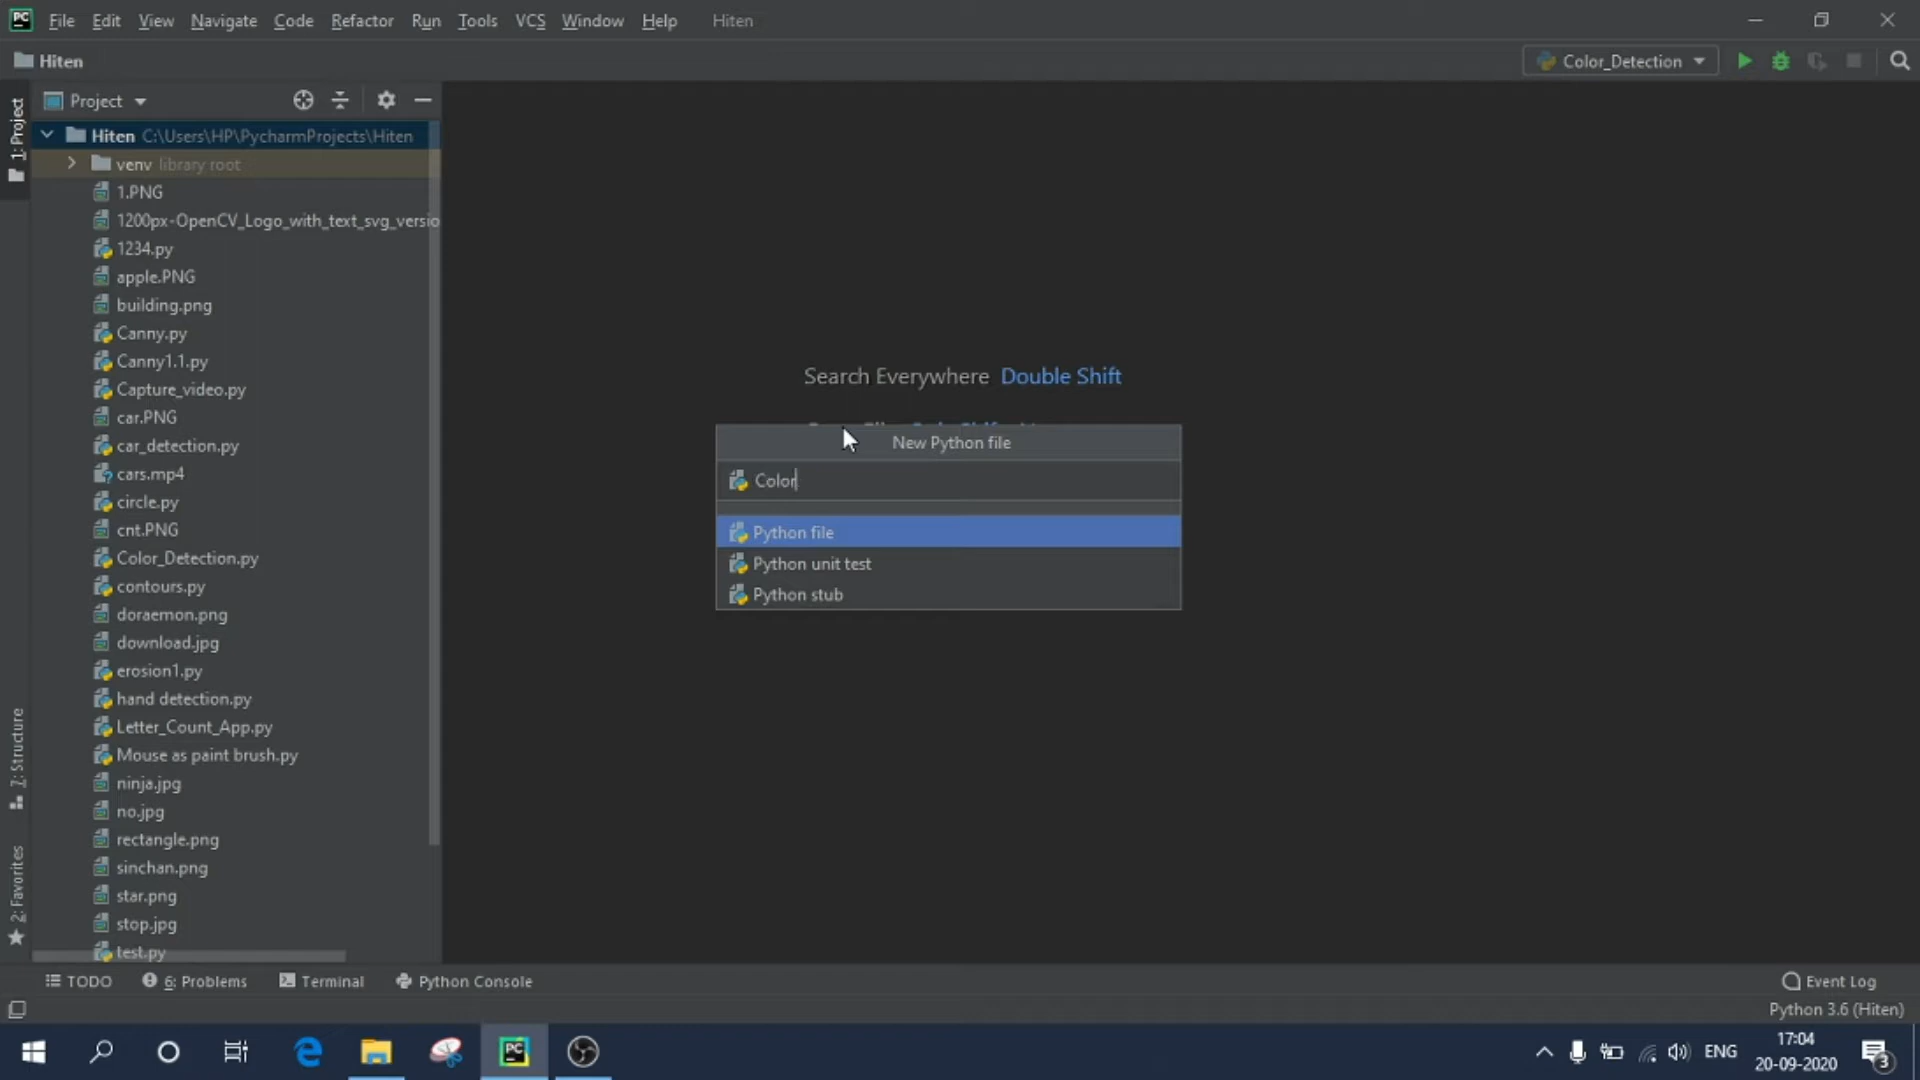 PC File Edit View Navigate Code Refactor Run Tools VCS Window Help Hiten
Hiten
Color_Detection
Project
1: Project
Hiten C:\Users\HP\PycharmProjects\Hiten
venv library root
1.PNG
1200px-OpenCV_Logo_with_text_svg_versio
1234.py
apple.PNG
building.png
Canny.py
Canny1.1.py
Capture_video.py
car.PNG
car_detection.py
cars.mp4
circle.py
cnt.PNG
Color_Detection.py
contours.py
doraemon.png
download.jpg
erosion1.py
hand detection.py
Letter_Count_App.py
Mouse as paint brush.py
ninja.jpg
no.jpg
rectangle.png
sinchan.png
star.png
stop.jpg
test.py
7: Structure
2: Favorites
Search Everywhere Double Shift
New Python file
Color
Python file
Python unit test
Python stub
TODO 6: Problems Terminal Python Console
Event Log
Python 3.6 (Hiten)
PC
ENG
17:04
20-09-2020
3